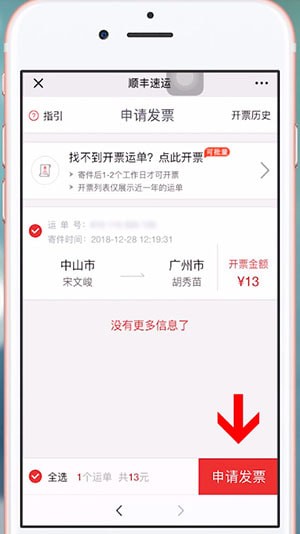 顺丰速运
指引
申请发票
开票历史
找不到开票运单？点此开票
可批量
寄件后1-2个工作日才可开票
开票列表仅展示近一年的运单
运 单 号：
寄件时间：2018-12-28 12:19:31
中山市
广州市
开票金额
宋文峻
胡秀苗
¥13
没有更多信息了
全选
1个运单 共13元
申请发票